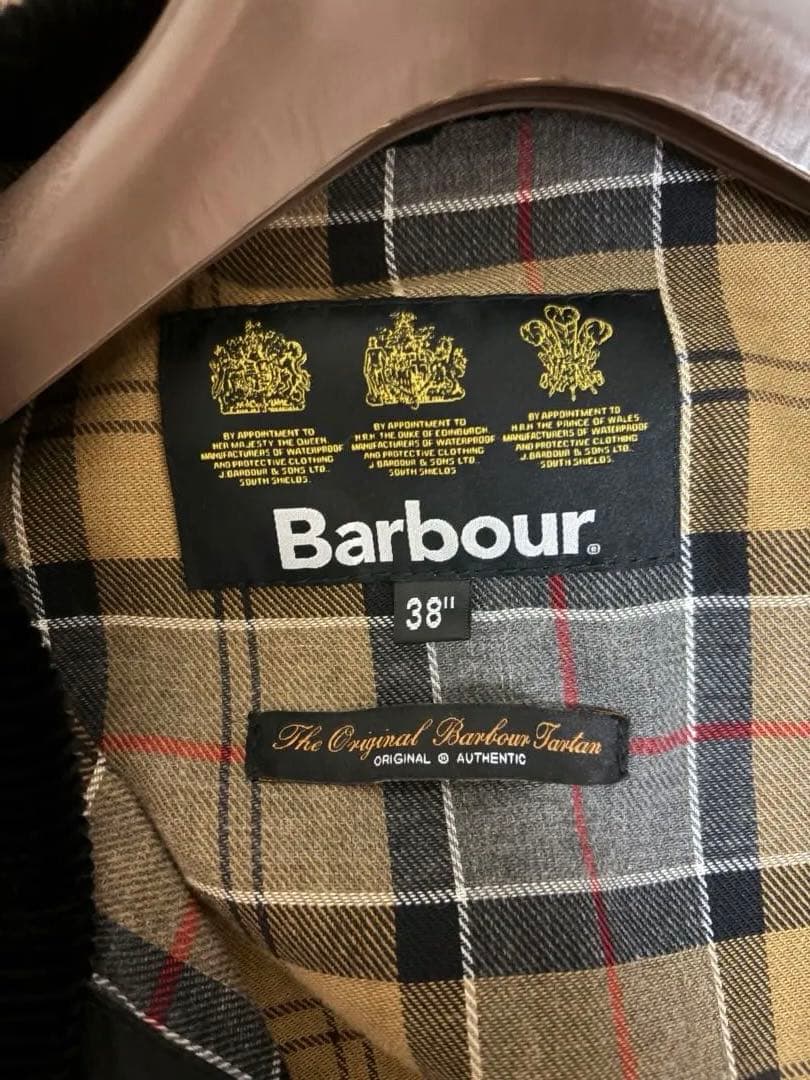 BY APPOINTMENT TO
HER MAJESTY THE QUEEN
MANUFACTURERS OF WATERPROOF
AND PROTECTIVE CLOTHING
J.BARBOUR & SONS LTD.
SOUTH SHIELDS.
BY APPOINTMENT TO
H.R.H. THE DUKE OF EDINBURGH
MANUFACTURERS OF WATERPROOF
AND PROTECTIVE CLOTHING
J.BARBOUR & SONS LTD.
SOUTH SHIELDS
BY APPOINTMENT TO
H.R.H. THE PRINCE OF WALES
MANUFACTURERS OF WATERPROOF
AND PROTECTIVE CLOTHING
J.BARBOUR & SONS LTD.
SOUTH SHIELDS
Barbour®
38"
The Original Barbour Tartan
ORIGINAL ® AUTHENTIC